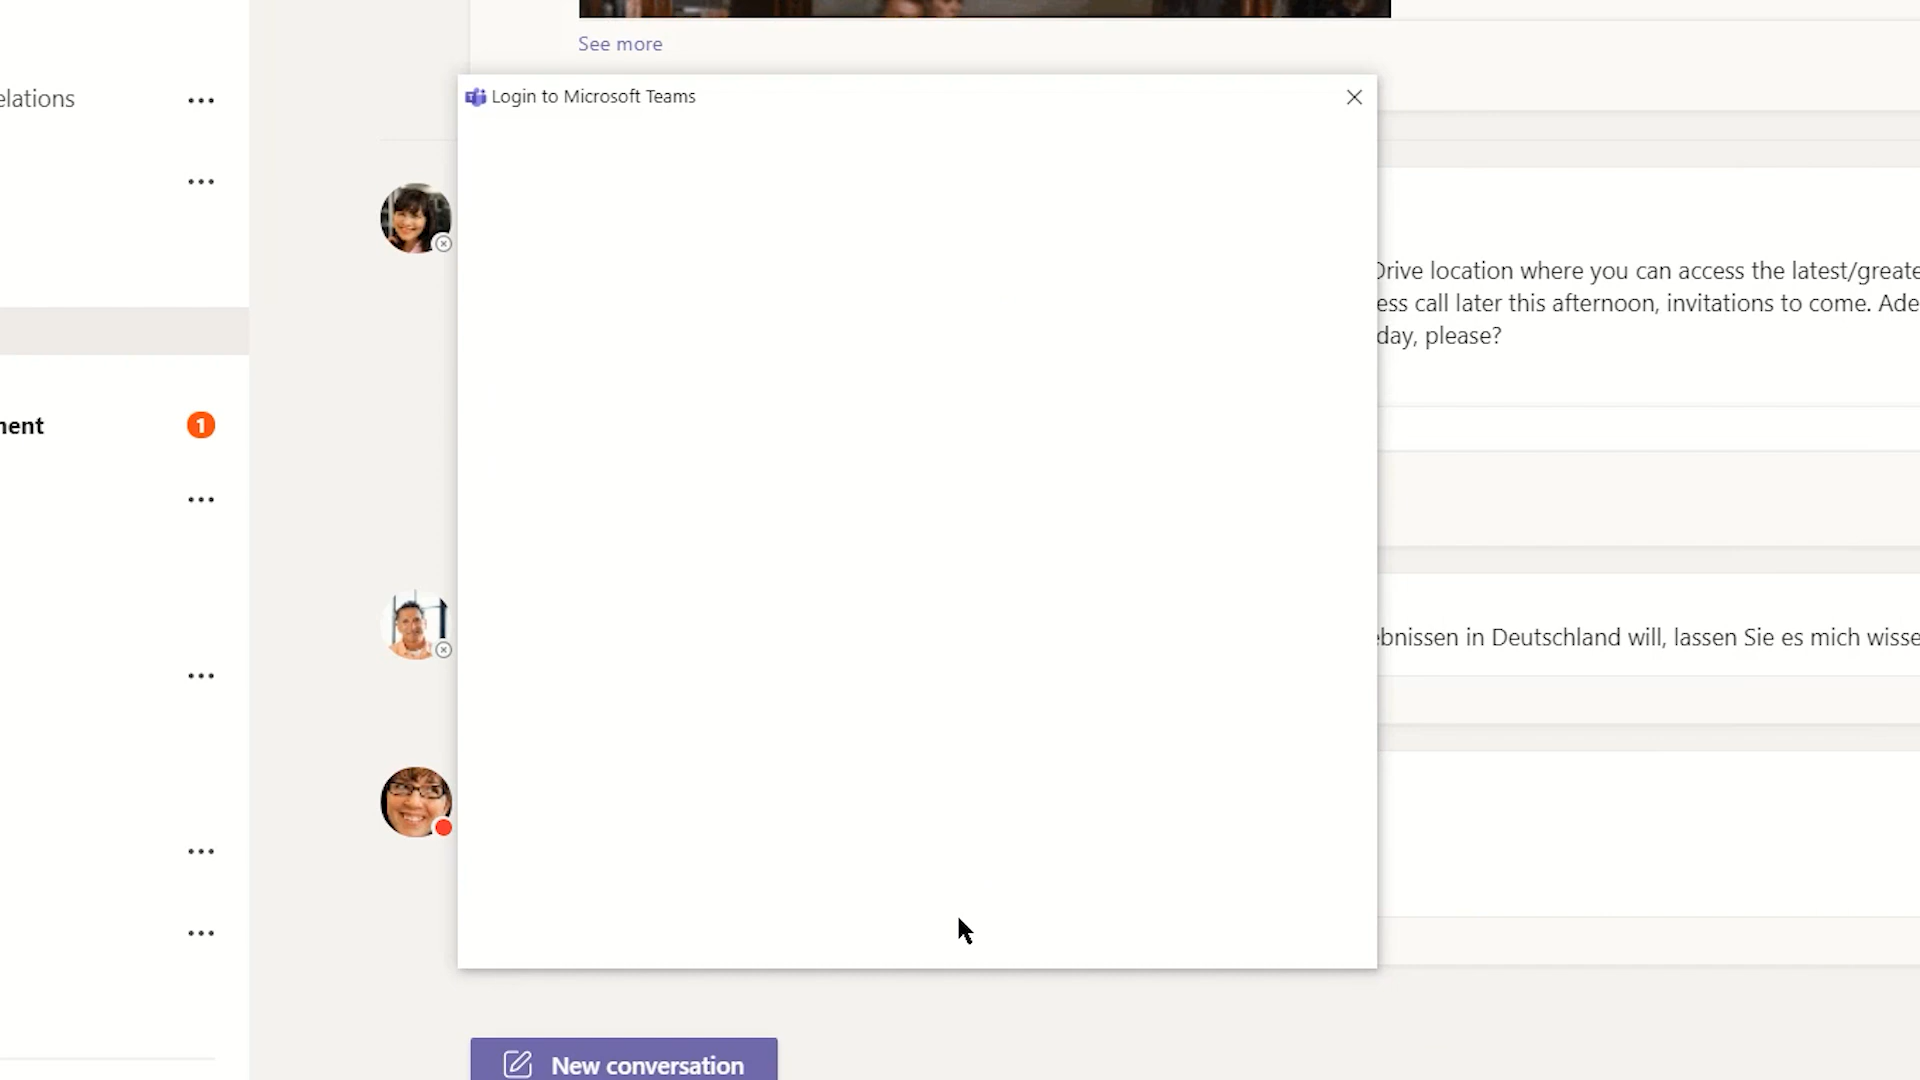 See more
Login to Microsoft Teams
elations
Drive location where you can access the latest/greate
ess call later this afternoon, invitations to come. Ade
day, please?
ment
1
ebnissen in Deutschland will, lassen Sie es mich wisse
New conversation